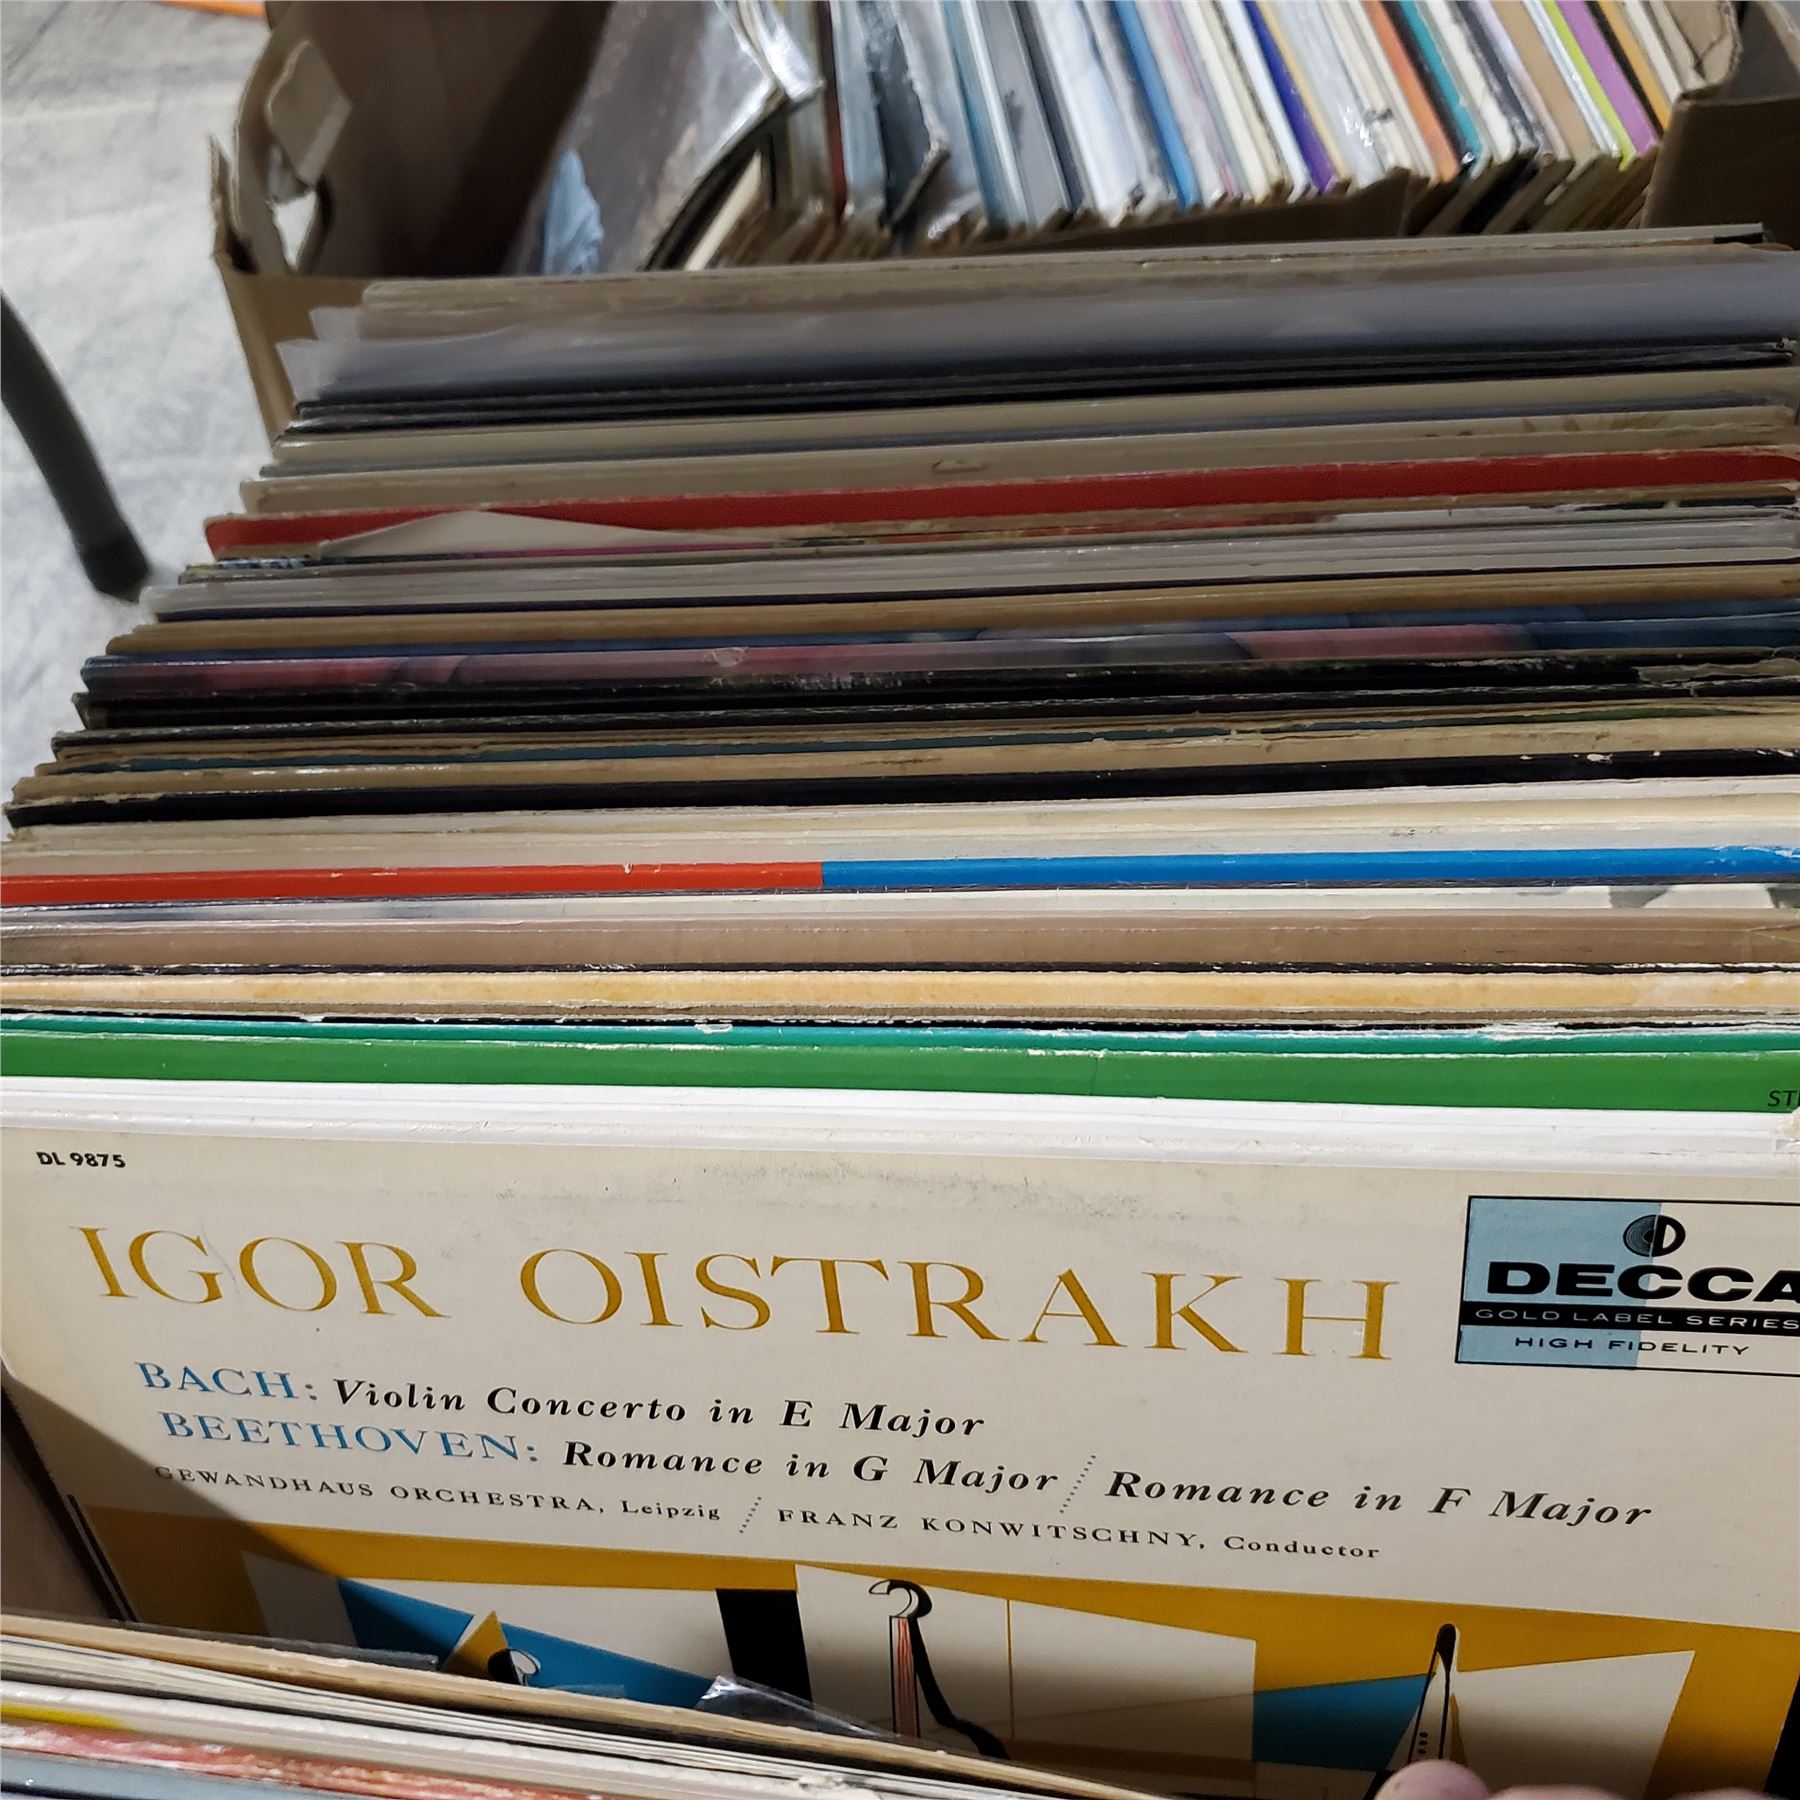 DL 9875
IGOR OISTRAKH
DECCA
GOLD LABEL SERIES
HIGH FIDELITY
BACH: Violin Concerto in E Major
BEETHOVEN: Romance in G Major Romance in F Major
GEWANDHAUS ORCHESTRA, Leipzig FRANZ KONWITSCHNY, Conductor